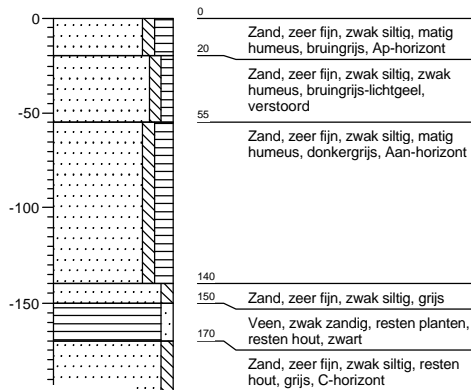 0
0
Zand, zeer fijn, zwak siltig, matig
humeus, bruingrijs, Ap-horizont
20
Zand, zeer fijn, zwak siltig, zwak
humeus, bruingrijs-lichtgeel,
verstoord
-50
55
Zand, zeer fijn, zwak siltig, matig
humeus, donkergrijs, Aan-horizont
-100
140
Zand, zeer fijn, zwak siltig, grijs
-150
150
Veen, zwak zandig, resten planten,
resten hout, zwart
170
Zand, zeer fijn, zwak siltig, resten
hout, grijs, C-horizont